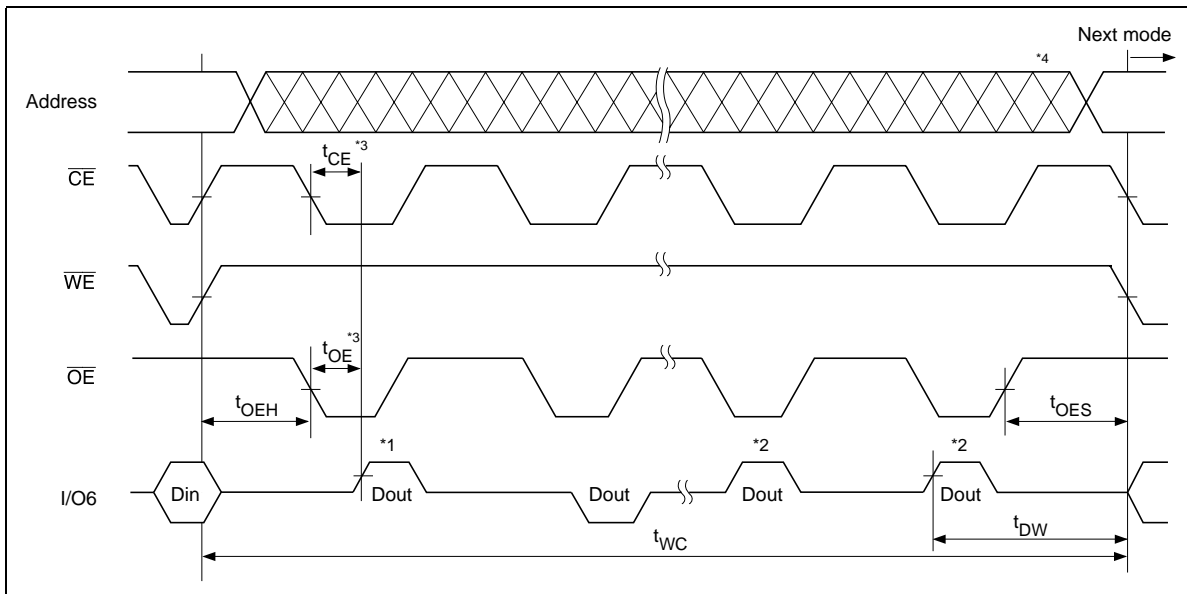 Next mode
*4
Address
tCE *3
CE
WE
tOE *3
OE
tOEH
tOES
*1
*2
*2
I/O6
Din
Dout
Dout
Dout
Dout
tDW
tWC